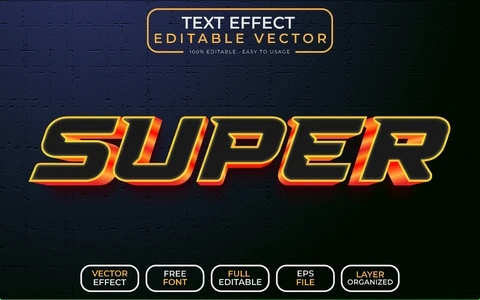 TEXT EFFECT
EDITABLE VECTOR
100% EDITABLE - EASY TO USAGE
SUPER
VECTOR EFFECT
FREE FONT
FULL EDITABLE
EPS FILE
LAYER ORGANIZED